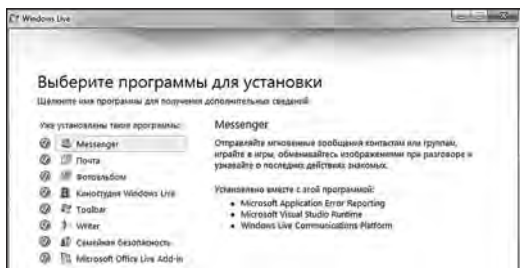 Windows Live
Выберите программы для установки
Щелкните имя программы для получения дополнительных сведений.
Уже установлены такие программы:
Messenger
Почта
Фотоальбом
Киностудия Windows Live
Toolbar
Writer
Семейная безопасность
Microsoft Office Live Add-in
Messenger
Отправляйте мгновенные сообщения контактам или группам,
играйте в игры, обменивайтесь изображениями при разговоре и
узнавайте о последних действиях знакомых.
Установлено вместе с этой программой:
• Microsoft Application Error Reporting
• Microsoft Visual Studio Runtime
• Windows Live Communications Platform